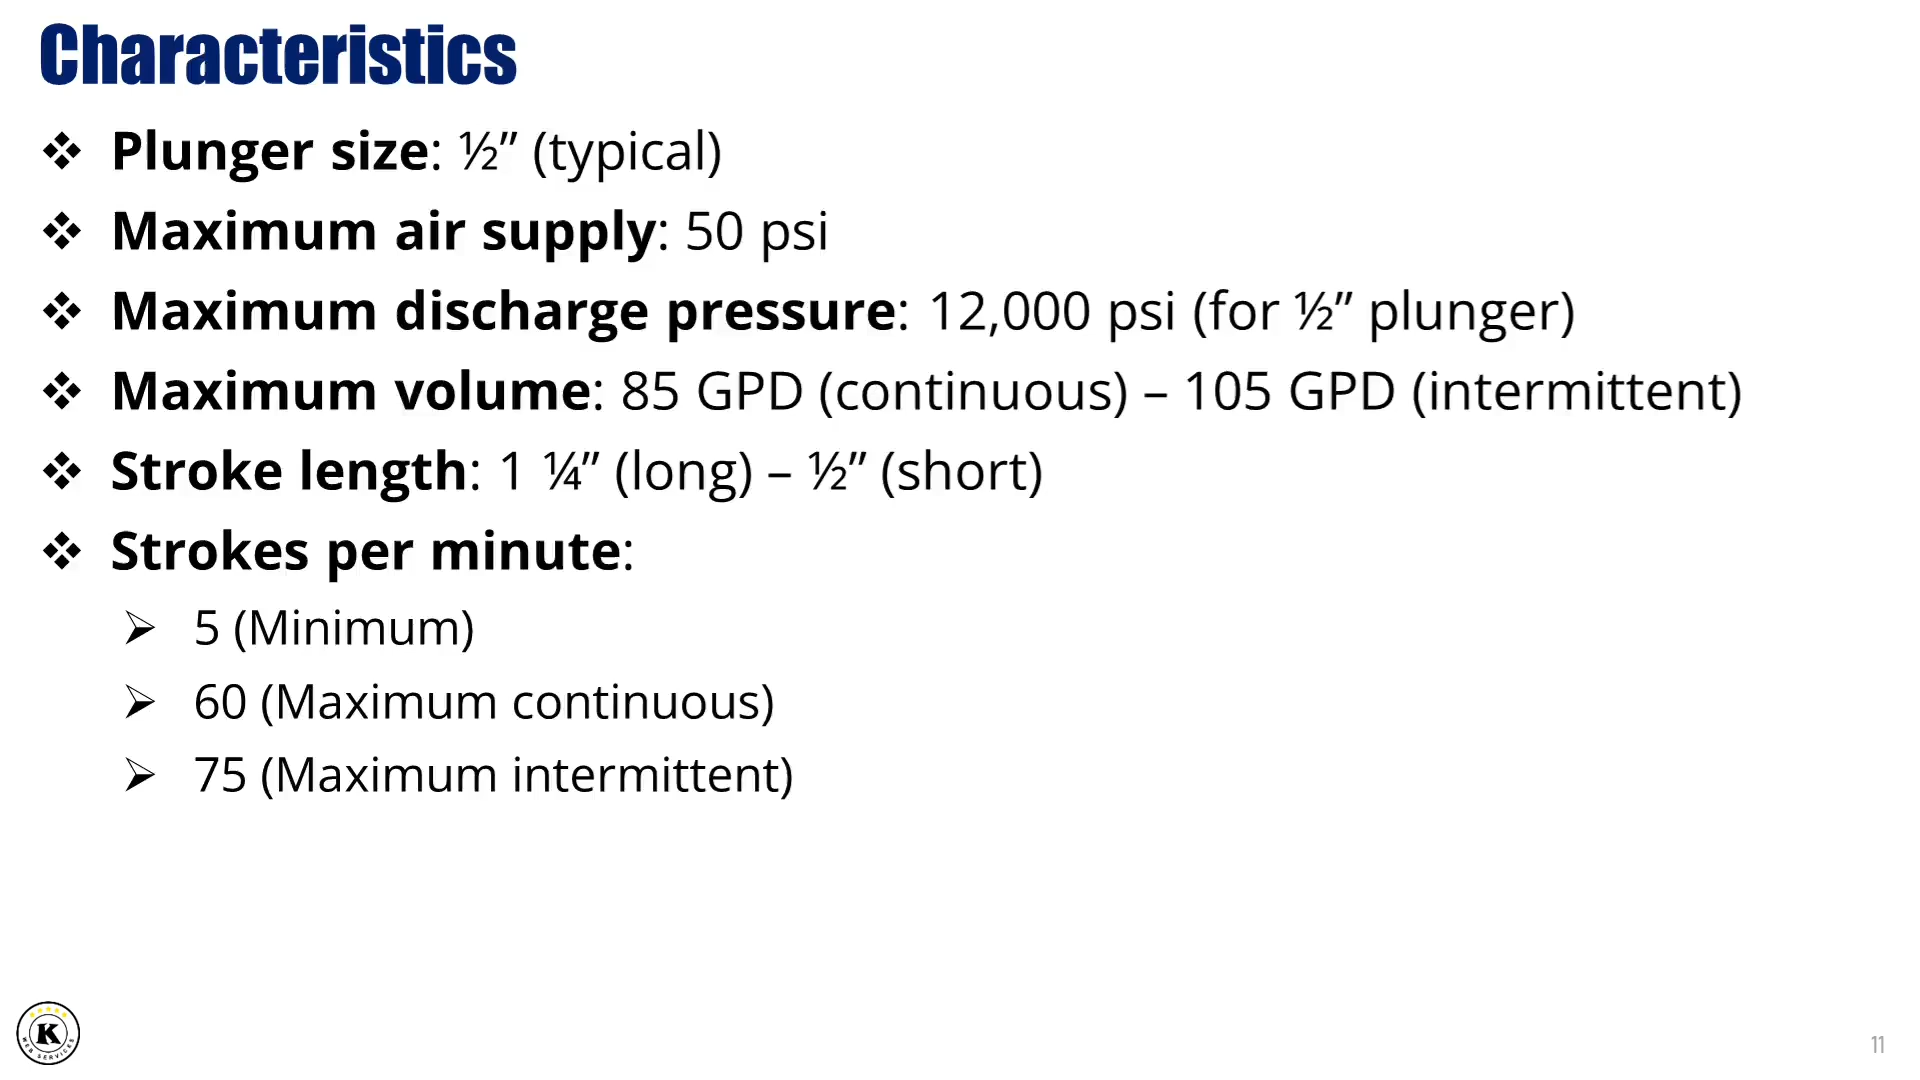 Characteristics
❖ Plunger size: ½” (typical)
❖ Maximum air supply: 50 psi
❖ Maximum discharge pressure: 12,000 psi (for ½” plunger)
❖ Maximum volume: 85 GPD (continuous) – 105 GPD (intermittent)
❖ Stroke length: 1 ¼” (long) – ½” (short)
❖ Strokes per minute:
➢ 5 (Minimum)
➢ 60 (Maximum continuous)
➢ 75 (Maximum intermittent)
K
WEB SERVICES
11